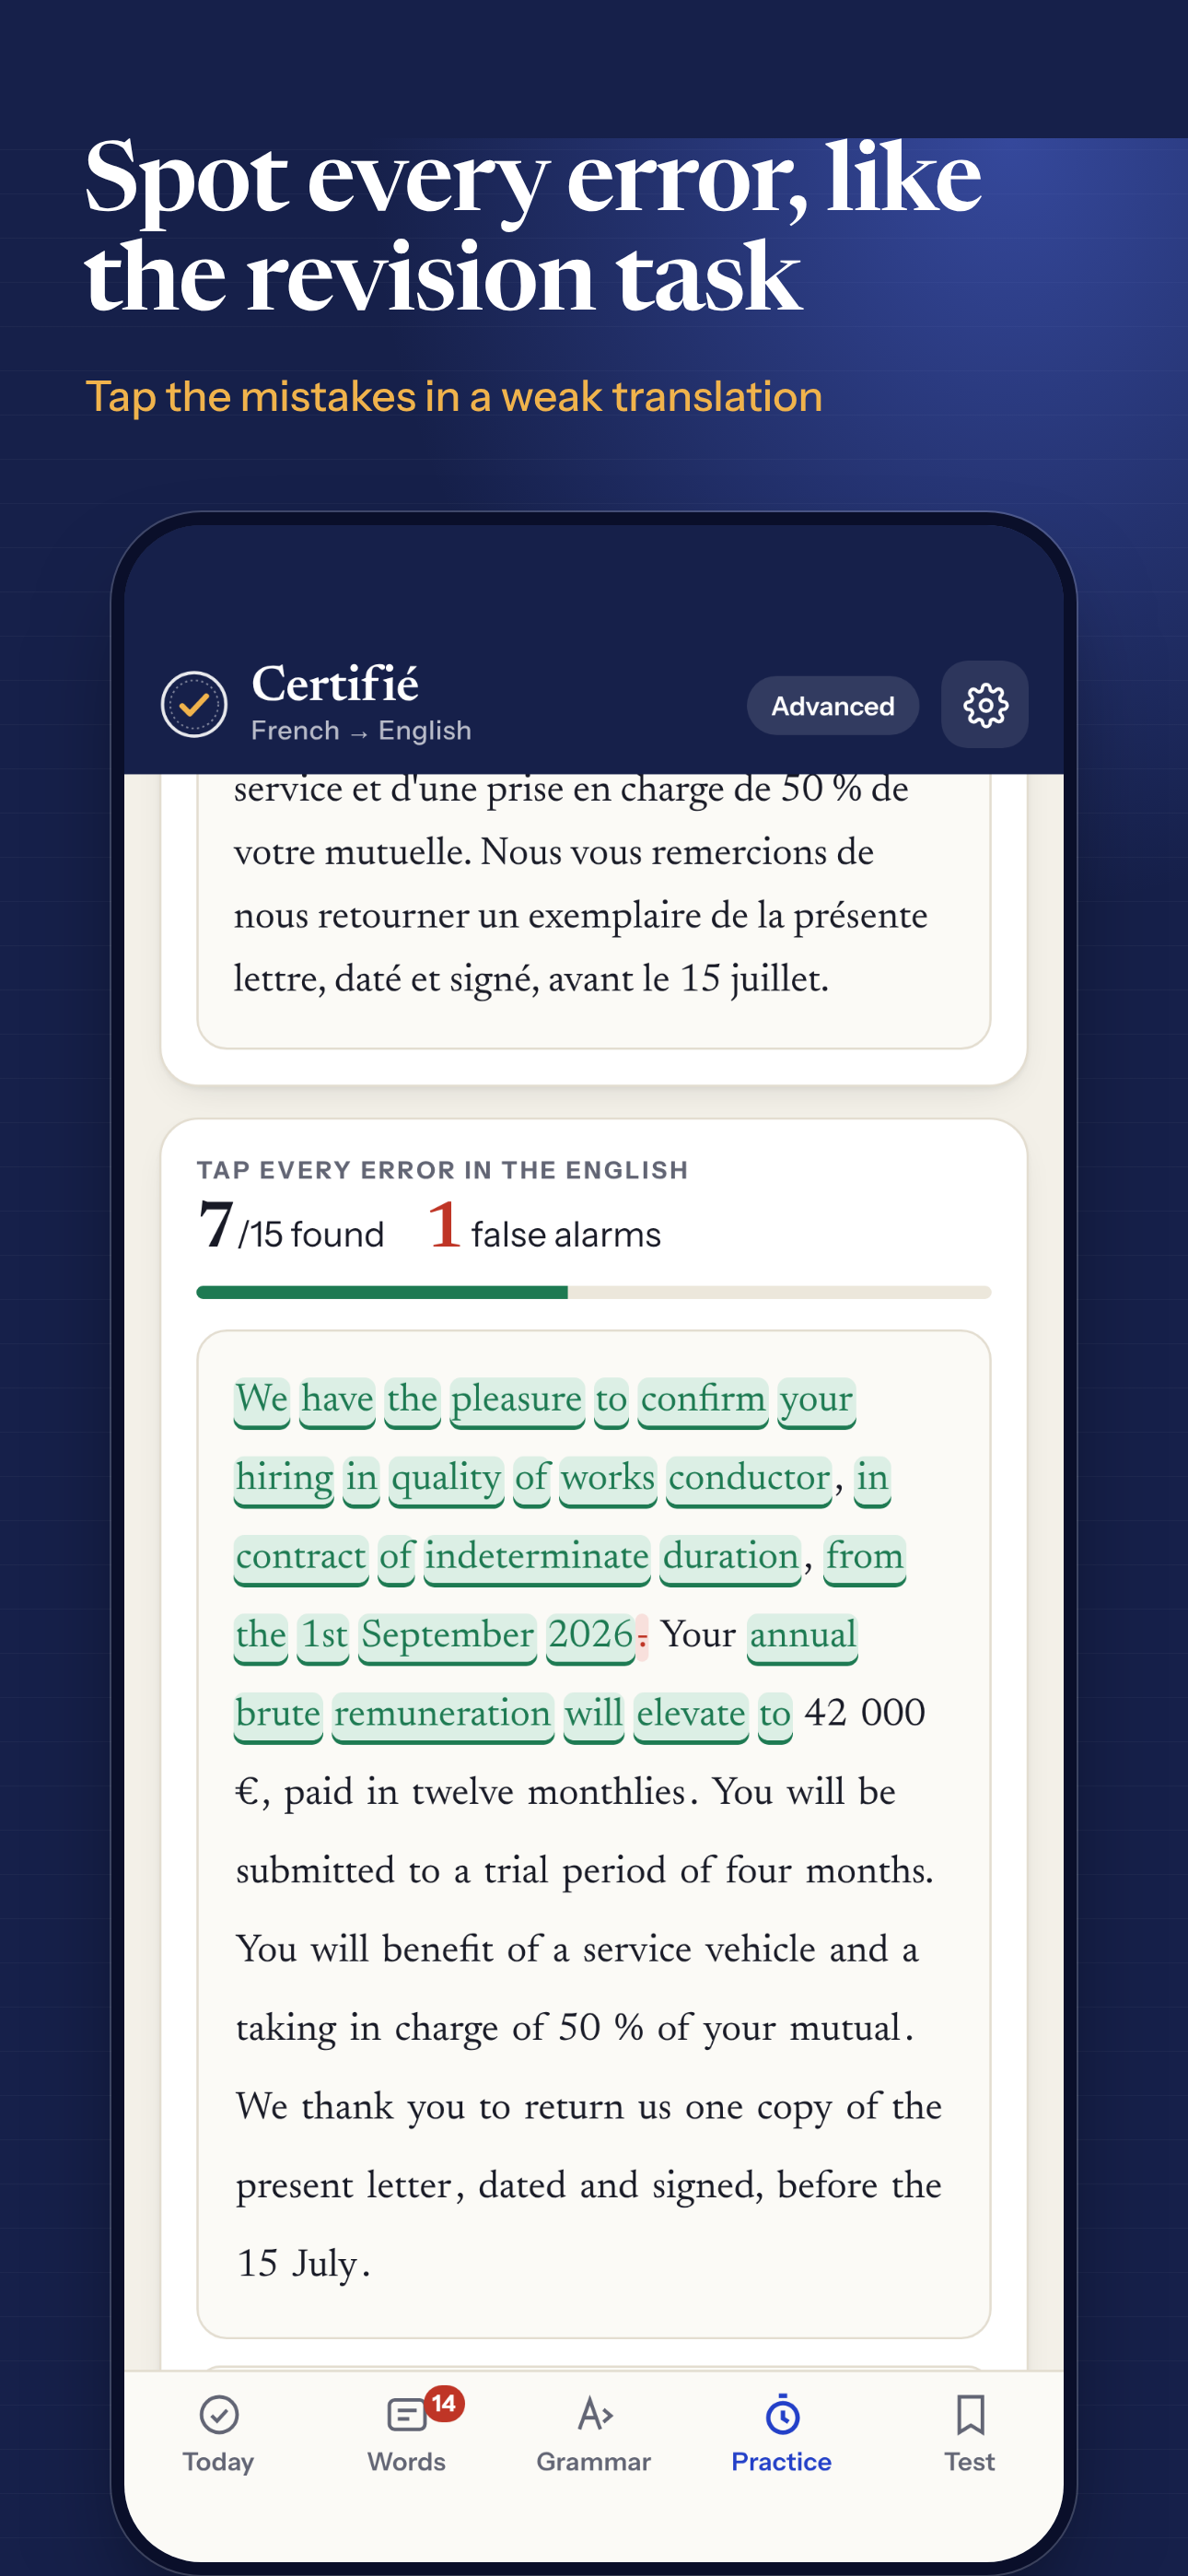 Spot every error, like
the revision task
Tap the mistakes in a weak translation
Certifié
French → English
Advanced
service et d'une prise en charge de 50 % de
votre mutuelle. Nous vous remercions de
nous retourner un exemplaire de la présente
lettre, daté et signé, avant le 15 juillet.
TAP EVERY ERROR IN THE ENGLISH
7/15 found 1 false alarms
We have the pleasure to confirm your
hiring in quality of works conductor, in
contract of indeterminate duration, from
the 1st September 2026. Your annual
brute remuneration will elevate to 42 000
€, paid in twelve monthlies. You will be
submitted to a trial period of four months.
You will benefit of a service vehicle and a
taking in charge of 50 % of your mutual.
We thank you to return us one copy of the
present letter, dated and signed, before the
15 July.
14
Today
Words
Grammar
Practice
Test